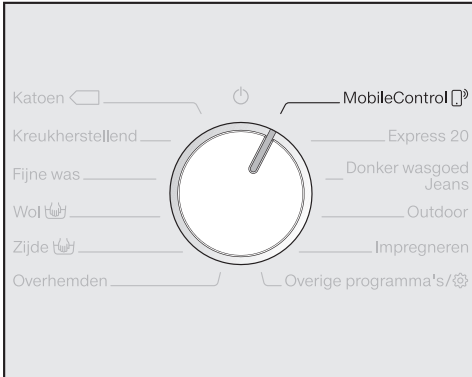 Katoen
MobileControl
Kreukherstellend
Express 20
Fijne was
Donker wasgoed
Jeans
Wol
Outdoor
Zijde
Impregneren
Overhemden
Overige programma's/